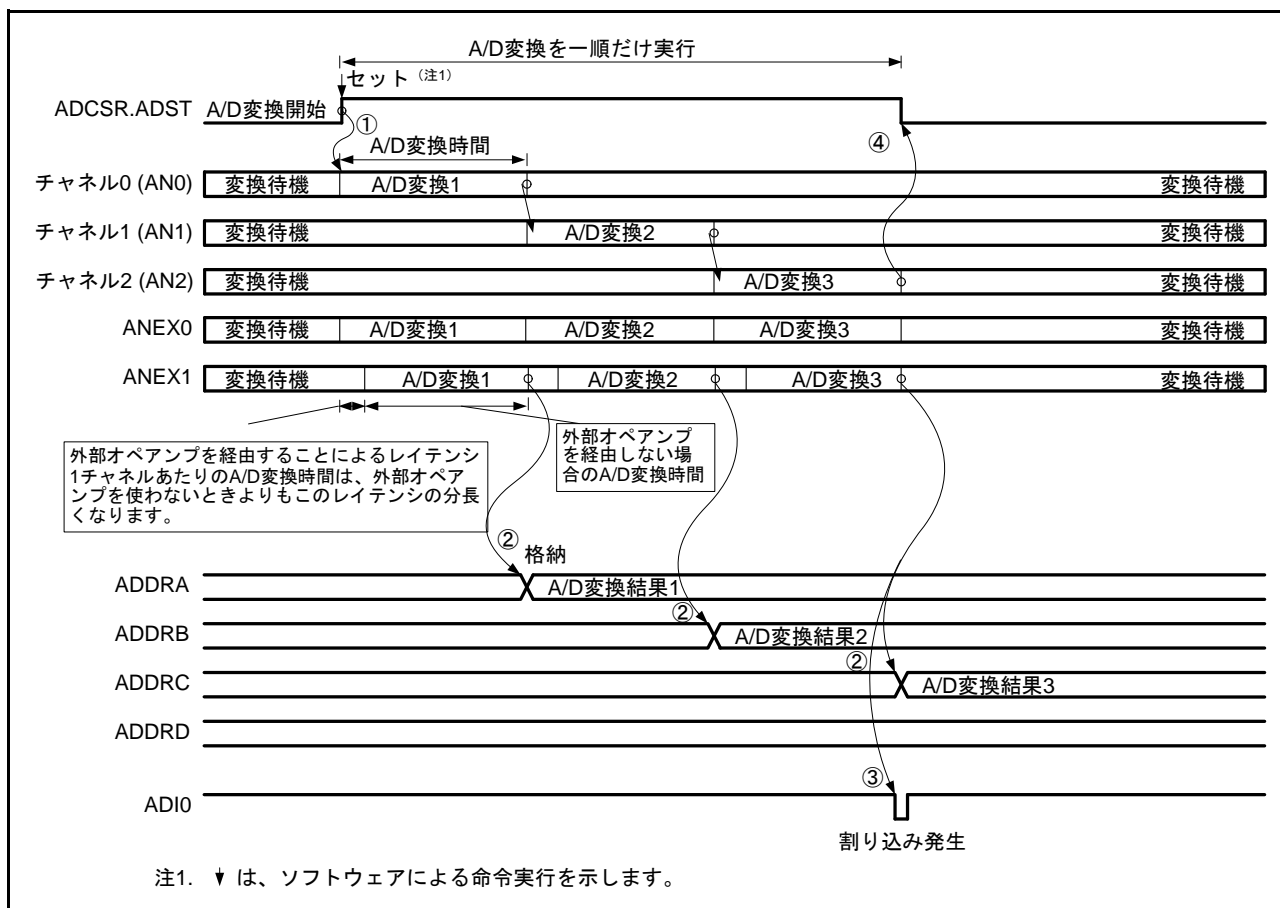 A/D変換を一順だけ実行
セット（注1）
ADCSR.ADST A/D変換開始
①
④
A/D変換時間
チャネル0 (AN0) 変換待機 A/D変換1 変換待機
チャネル1 (AN1) 変換待機 A/D変換2 変換待機
チャネル2 (AN2) 変換待機 A/D変換3 変換待機
ANEX0 変換待機 A/D変換1 A/D変換2 A/D変換3 変換待機
ANEX1 変換待機 A/D変換1 A/D変換2 A/D変換3 変換待機
外部オペアンプを経由することによるレイテンシ
1チャネルあたりのA/D変換時間は、外部オペア
ンプを使わないときよりもこのレイテンシの分長
くなります。
外部オペアンプ
を経由しない場
合のA/D変換時間
② 格納
ADDRA A/D変換結果1
②
ADDRB A/D変換結果2
②
ADDRC A/D変換結果3
ADDRD
③
ADI0
割り込み発生
注1. は、ソフトウェアによる命令実行を示します。